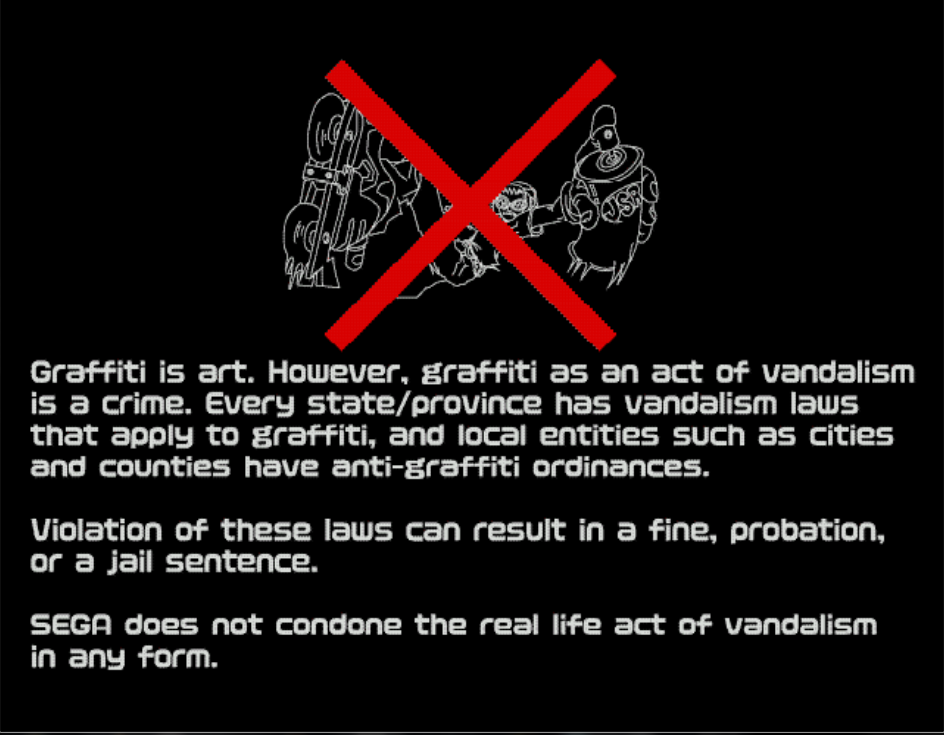 JSR
Graffiti is art. However, graffiti as an act of vandalism
is a crime. Every state/province has vandalism laws
that apply to graffiti, and local entities such as cities
and counties have anti-graffiti ordinances.
Violation of these laws can result in a fine, probation,
or a jail sentence.
SEGA does not condone the real life act of vandalism
in any form.